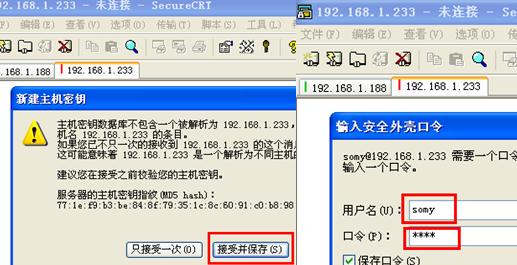 192.168.1.233 - 未连接 - SecureCRT
查看(V) 选项(O) 传输(T) 脚本(S) 工具(L)
.168.1.188 192.168.1.233
新建主机密钥
主机密钥数据库不包含一个被解析为 192.168.1.233,
机名 192.168.1.233 的条目。
如果您已不只一次的接收到 192.168.1.233 的这个消
这可能意味着 192.168.1.233 是一个解析为不同主机的
建议您在接受之前校验您的主机密钥。
服务器的主机密钥指纹(MD5 hash):
77:1e:f9:b3:be:84:8f:79:35:1c:8c:60:91:c0:b8:98
只接受一次(O) 接受并保存(S)
192.168.1.233 - 未连接 - S
文件(F) 编辑(E) 查看(V) 选项(O)
192.168.1.188 192.168.1.233
输入安全外壳口令
somy@192.168.1.233 需要一个口
输入一个口令。
用户名(U): somy
口令(P): ****
保存口令(S)